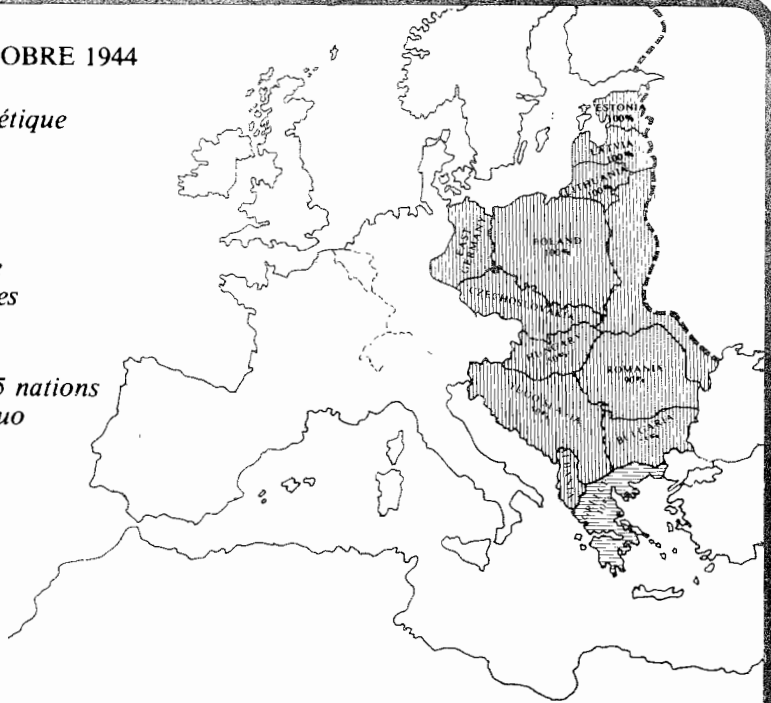 OBRE 1944
étique
es
5 nations
uo
ESTONIA
100%
LATVIA
100%
LITHUANIA
100%
EAST
GERMANY
POLAND
100%
CZECHOSLOVAKIA
HUNGARY
50%
ROMANIA
90%
YUGOSLAVIA
BULGARIA